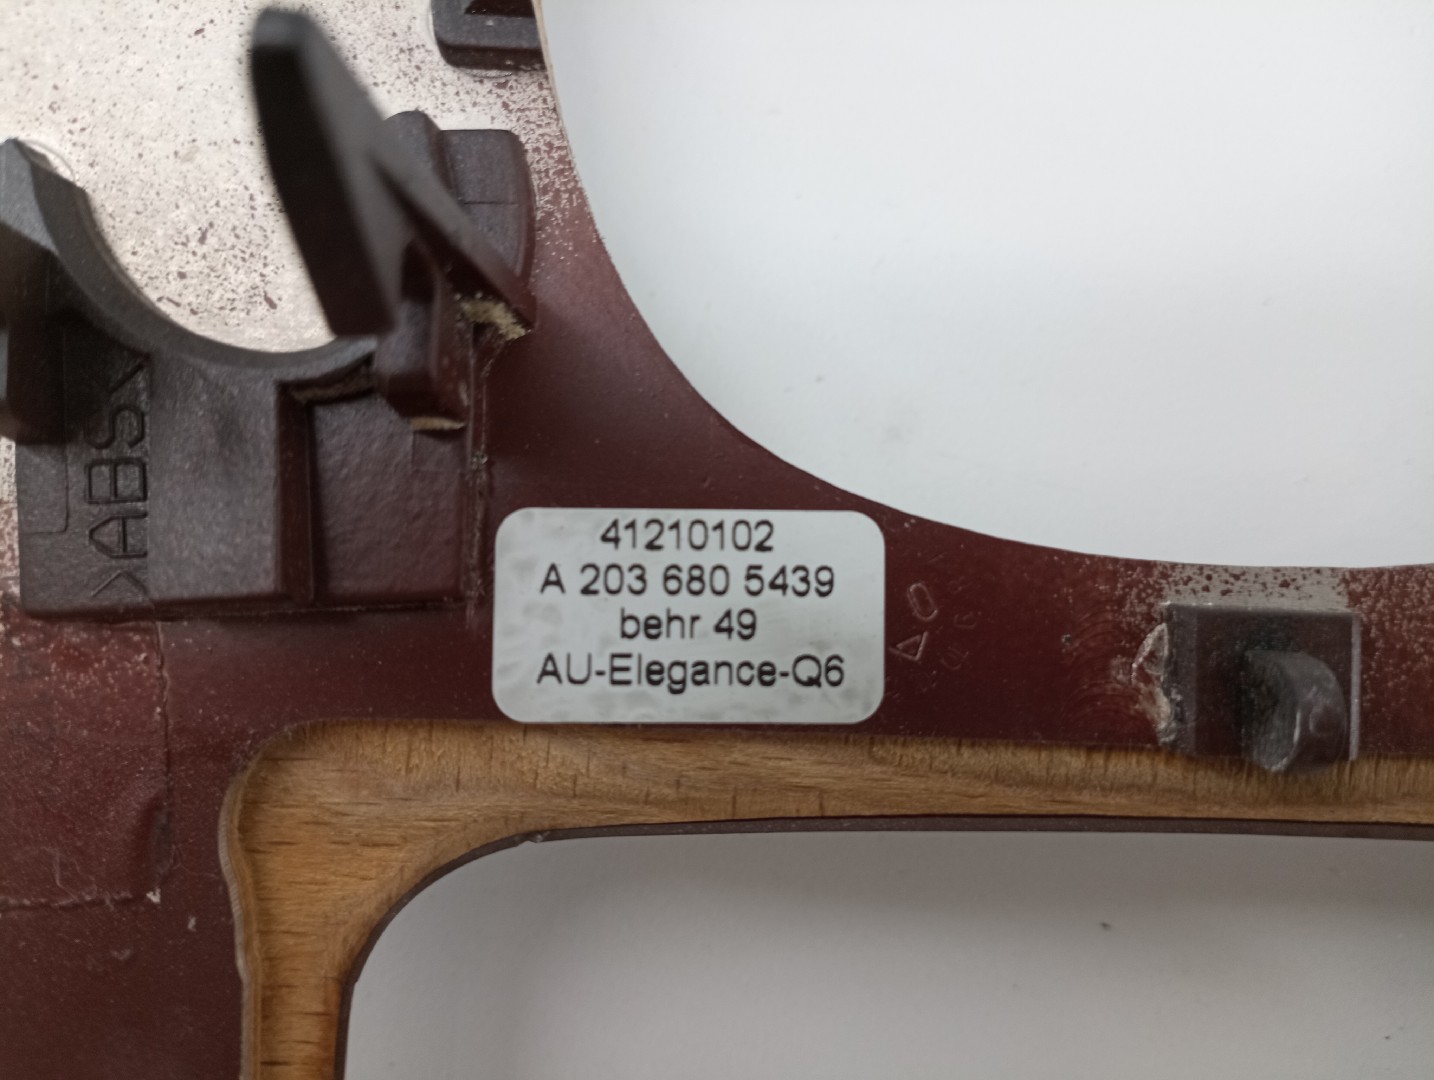 >ABS<
41210102
A 203 680 5439
behr 49
AU-Elegance-Q6